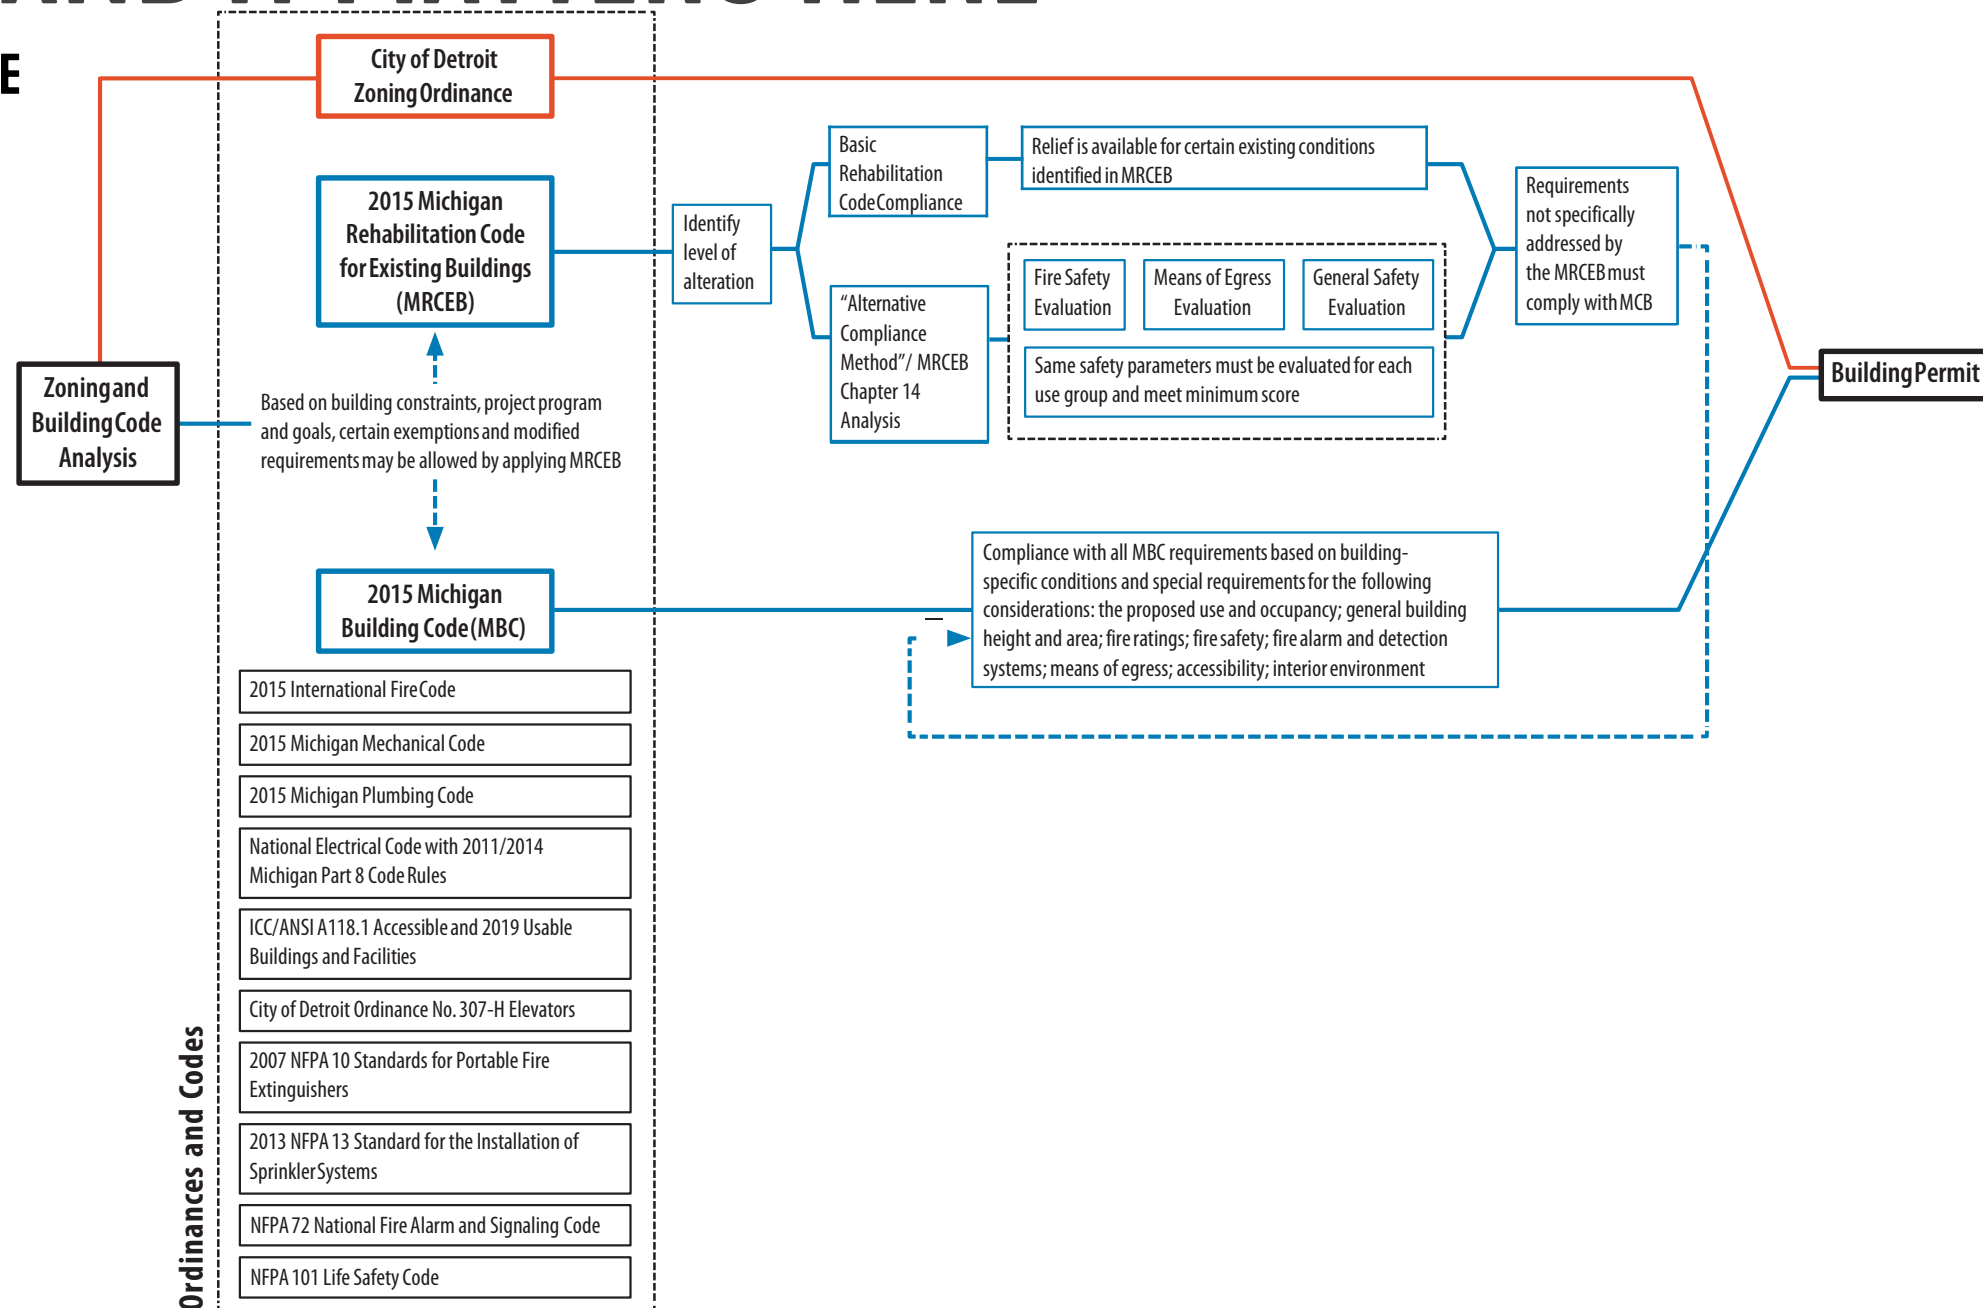 E
City of Detroit
Zoning Ordinance
2015 Michigan
Rehabilitation Code
for Existing Buildings
(MRCEB)
Zoning and
Building Code
Analysis
Based on building constraints, project program
and goals, certain exemptions and modified
requirements may be allowed by applying MRCEB
2015 Michigan
Building Code (MBC)
Identify
level of
alteration
Basic
Rehabilitation
Code Compliance
Relief is available for certain existing conditions
identified in MRCEB
“Alternative
Compliance
Method”/ MRCEB
Chapter 14
Analysis
Fire Safety
Evaluation
Means of Egress
Evaluation
General Safety
Evaluation
Same safety parameters must be evaluated for each
use group and meet minimum score
Requirements
not specifically
addressed by
the MRCEB must
comply with MCB
Building Permit
Compliance with all MBC requirements based on building-
specific conditions and special requirements for the following
considerations: the proposed use and occupancy; general building
height and area; fire ratings; fire safety; fire alarm and detection
systems; means of egress; accessibility; interior environment
2015 International Fire Code
2015 Michigan Mechanical Code
2015 Michigan Plumbing Code
National Electrical Code with 2011/2014
Michigan Part 8 Code Rules
ICC/ANSI A118.1 Accessible and 2019 Usable
Buildings and Facilities
City of Detroit Ordinance No. 307-H Elevators
2007 NFPA 10 Standards for Portable Fire
Extinguishers
2013 NFPA 13 Standard for the Installation of
Sprinkler Systems
NFPA 72 National Fire Alarm and Signaling Code
NFPA 101 Life Safety Code
Ordinances and Codes